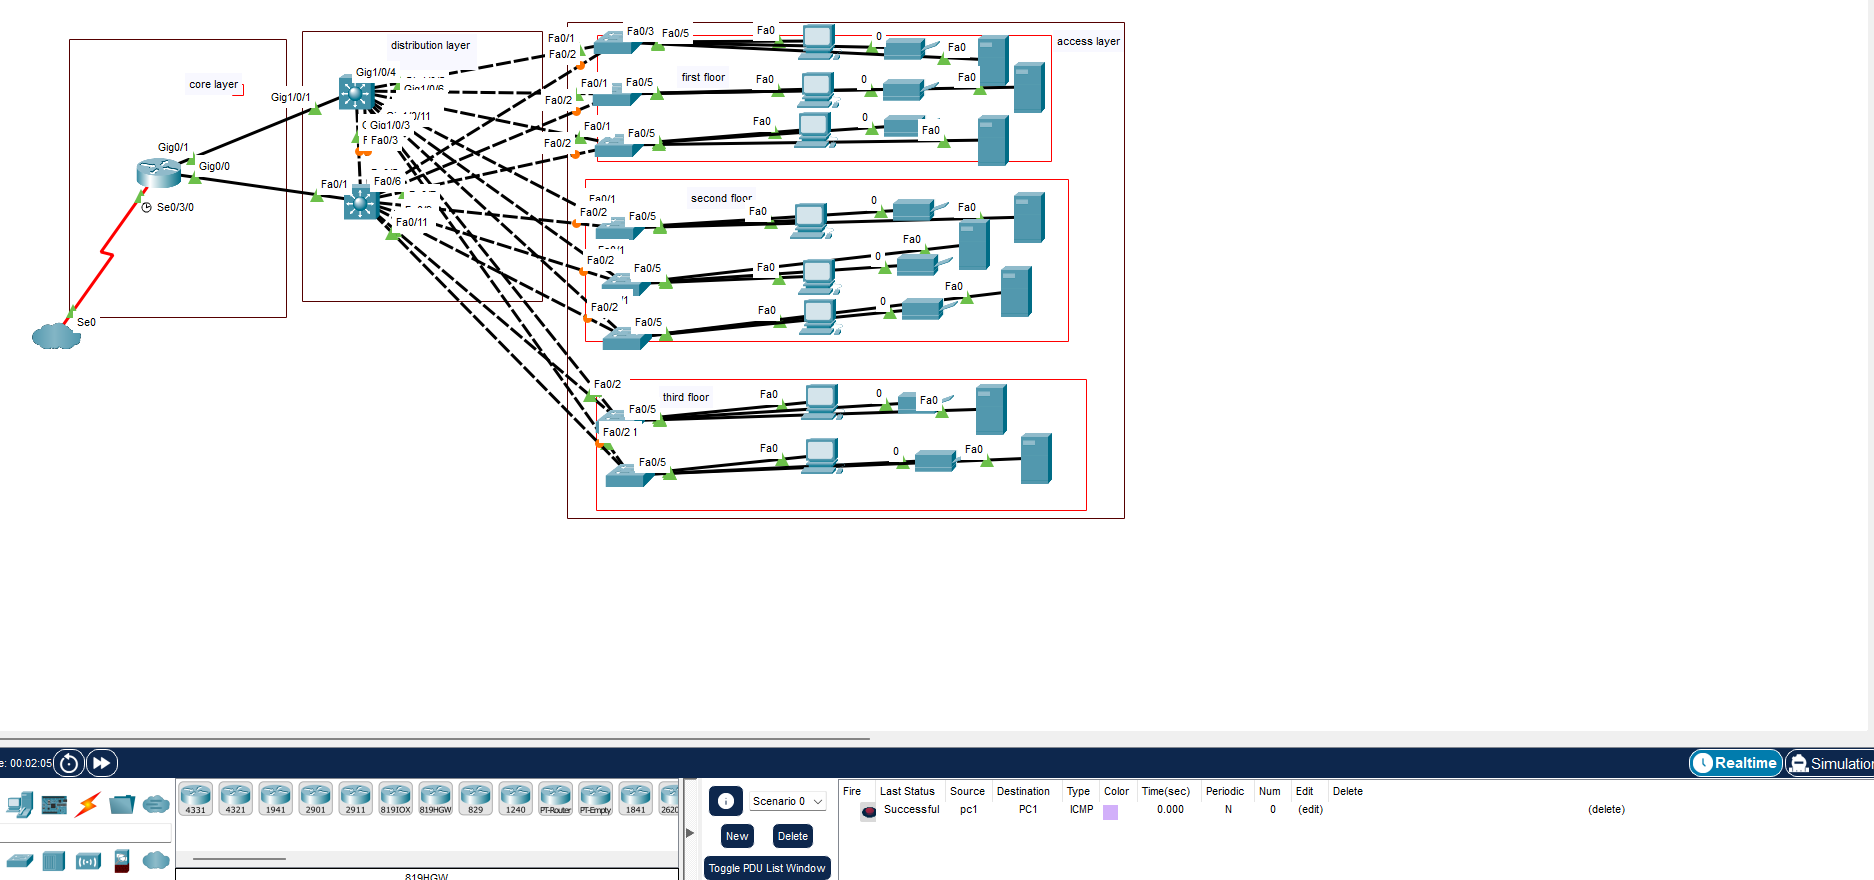 core layer
distribution layer
access layer
first floor
second floor
third floor
Gig1/0/1
Gig0/1
Gig0/0
Se0/3/0
Se0
Gig1/0/4
Gig1/0/6
Gig1/0/3
Fa0/3
Fa0/1
Fa0/6
Fa0/11
Fa0/1
Fa0/2
Fa0/3
Fa0/5
Fa0
0
Fa0
Fa0/1
Fa0/2
Fa0/5
Fa0
0
Fa0
Fa0/1
Fa0/2
Fa0/5
Fa0
0
Fa0
Fa0/1
Fa0/2
Fa0/5
Fa0
0
Fa0
Fa0/2
Fa0/5
Fa0
0
Fa0
Fa0/2
Fa0/5
Fa0
0
Fa0
Fa0/2
Fa0/5
Fa0
0
Fa0
Fa0/2 1
Fa0/5
Fa0
0
Fa0
e: 00:02:05
Realtime
Simulation
4331 4321 1941 2901 2911 819IOX 819HGW 829 1240 PT-Router PT-Empty 1841 2620
819HGW
Scenario 0
New
Delete
Toggle PDU List Window
Fire Last Status Source Destination Type Color Time(sec) Periodic Num Edit Delete
Successful pc1 PC1 ICMP 0.000 N 0 (edit) (delete)